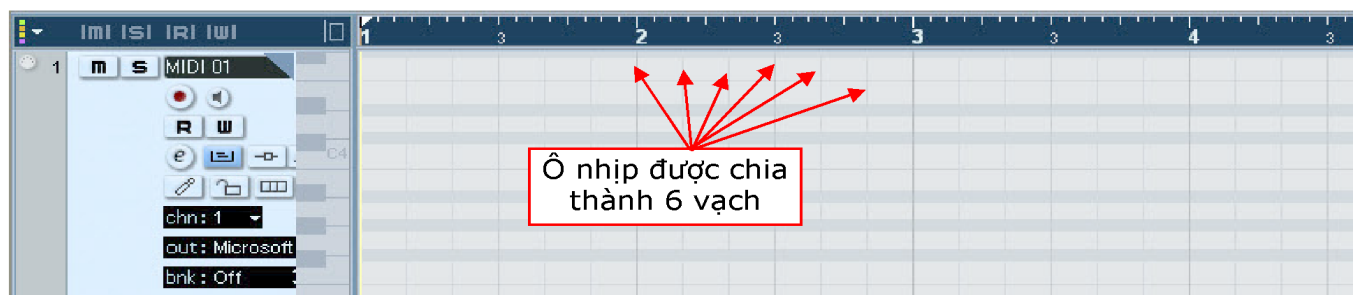 |M| |S| |R| |W|
1 3 2 3 3 3 4 3
1 m S MIDI 01
R W
e C4
chn: 1
out: Microsoft
bnk: Off
Ô nhịp được chia
thành 6 vạch